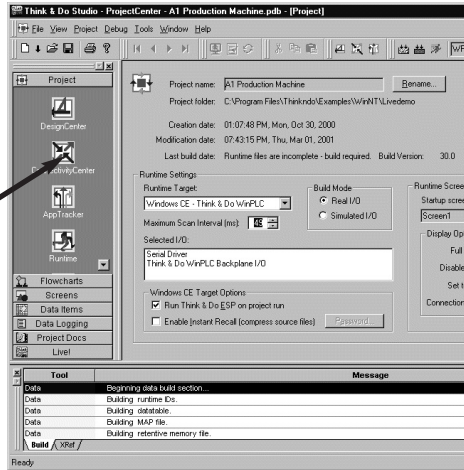 Think & Do Studio - ProjectCenter - A1 Production Machine.pdb - [Project]
File View Project Debug Tools Window Help
Project
DesignCenter
ConnectivityCenter
AppTracker
Runtime
Flowcharts
Screens
Data Items
Data Logging
Project Docs
Live!
Project name: A1 Production Machine Rename...
Project folder: C:\Program Files\Thinkndo\Examples\WinNT\Livedemo
Creation date: 01:07:48 PM, Mon, Oct 30, 2000
Modification date: 07:43:15 PM, Thu, Mar 01, 2001
Last build date: Runtime files are incomplete - build required. Build Version: 30.0
Runtime Settings
Runtime Target:
Windows CE - Think & Do WinPLC
Maximum Scan Interval (ms): 45
Selected I/O:
Serial Driver
Think & Do WinPLC Backplane I/O
Build Mode
Real I/O
Simulated I/O
Windows CE Target Options
Run Think & Do ESP on project run
Enable Instant Recall (compress source files) Password...
Runtime Scree
Startup scree
Screen1
Display Op
Full
Disable
Set t
Connection
Tool Message
Data Beginning data build section...
Data Building runtime IDs.
Data Building datatable.
Data Building MAP file.
Data Building retentive memory file.
Build XRef
Ready